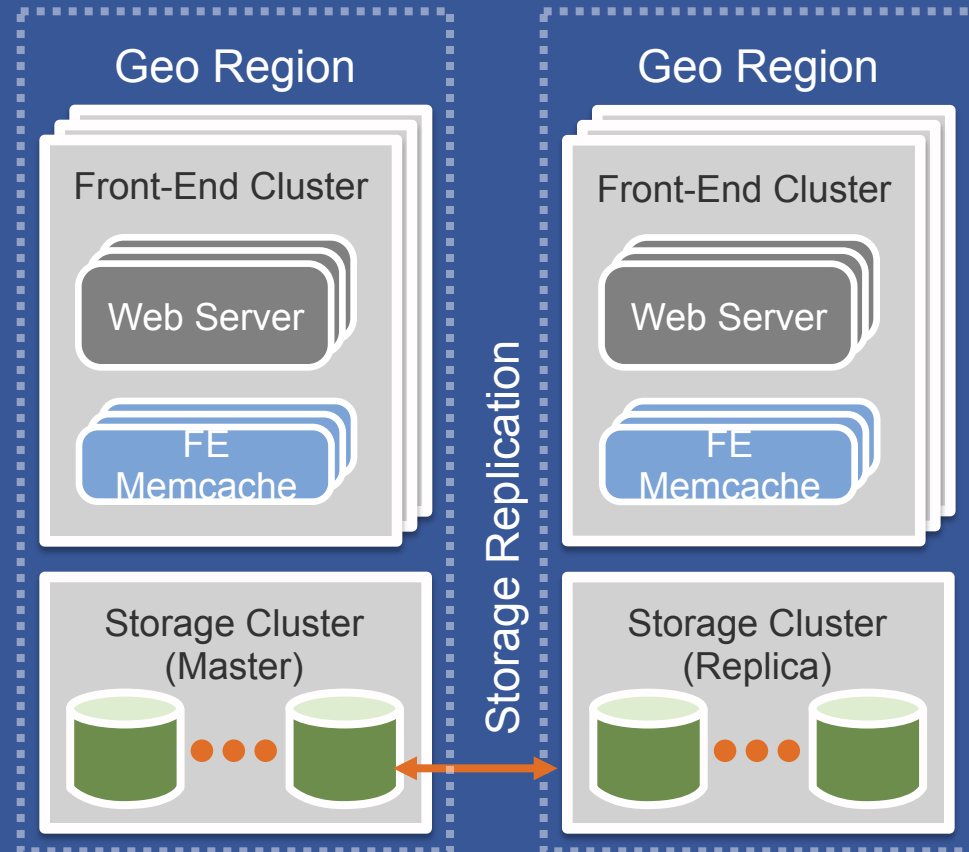 Geo Region
Front-End Cluster
Web Server
FE
Memcache
Storage Cluster
(Master)
Storage Replication
Geo Region
Front-End Cluster
Web Server
FE
Memcache
Storage Cluster
(Replica)